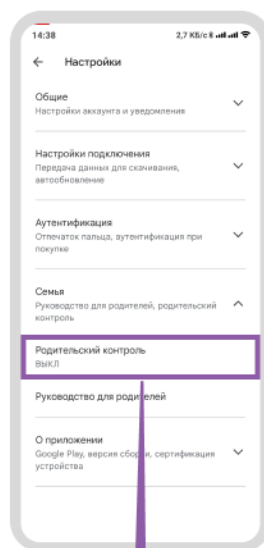 14:38 2,7 КБ/с
Настройки
Общие
Настройки аккаунта и уведомления
Настройки подключения
Передача данных для скачивания,
автообновление
Аутентификация
Отпечаток пальца, аутентификация при
покупке
Семья
Руководство для родителей, родительский
контроль
Родительский контроль
ВЫКЛ
Руководство для родителей
О приложении
Google Play, версия сборки, сертификация
устройства